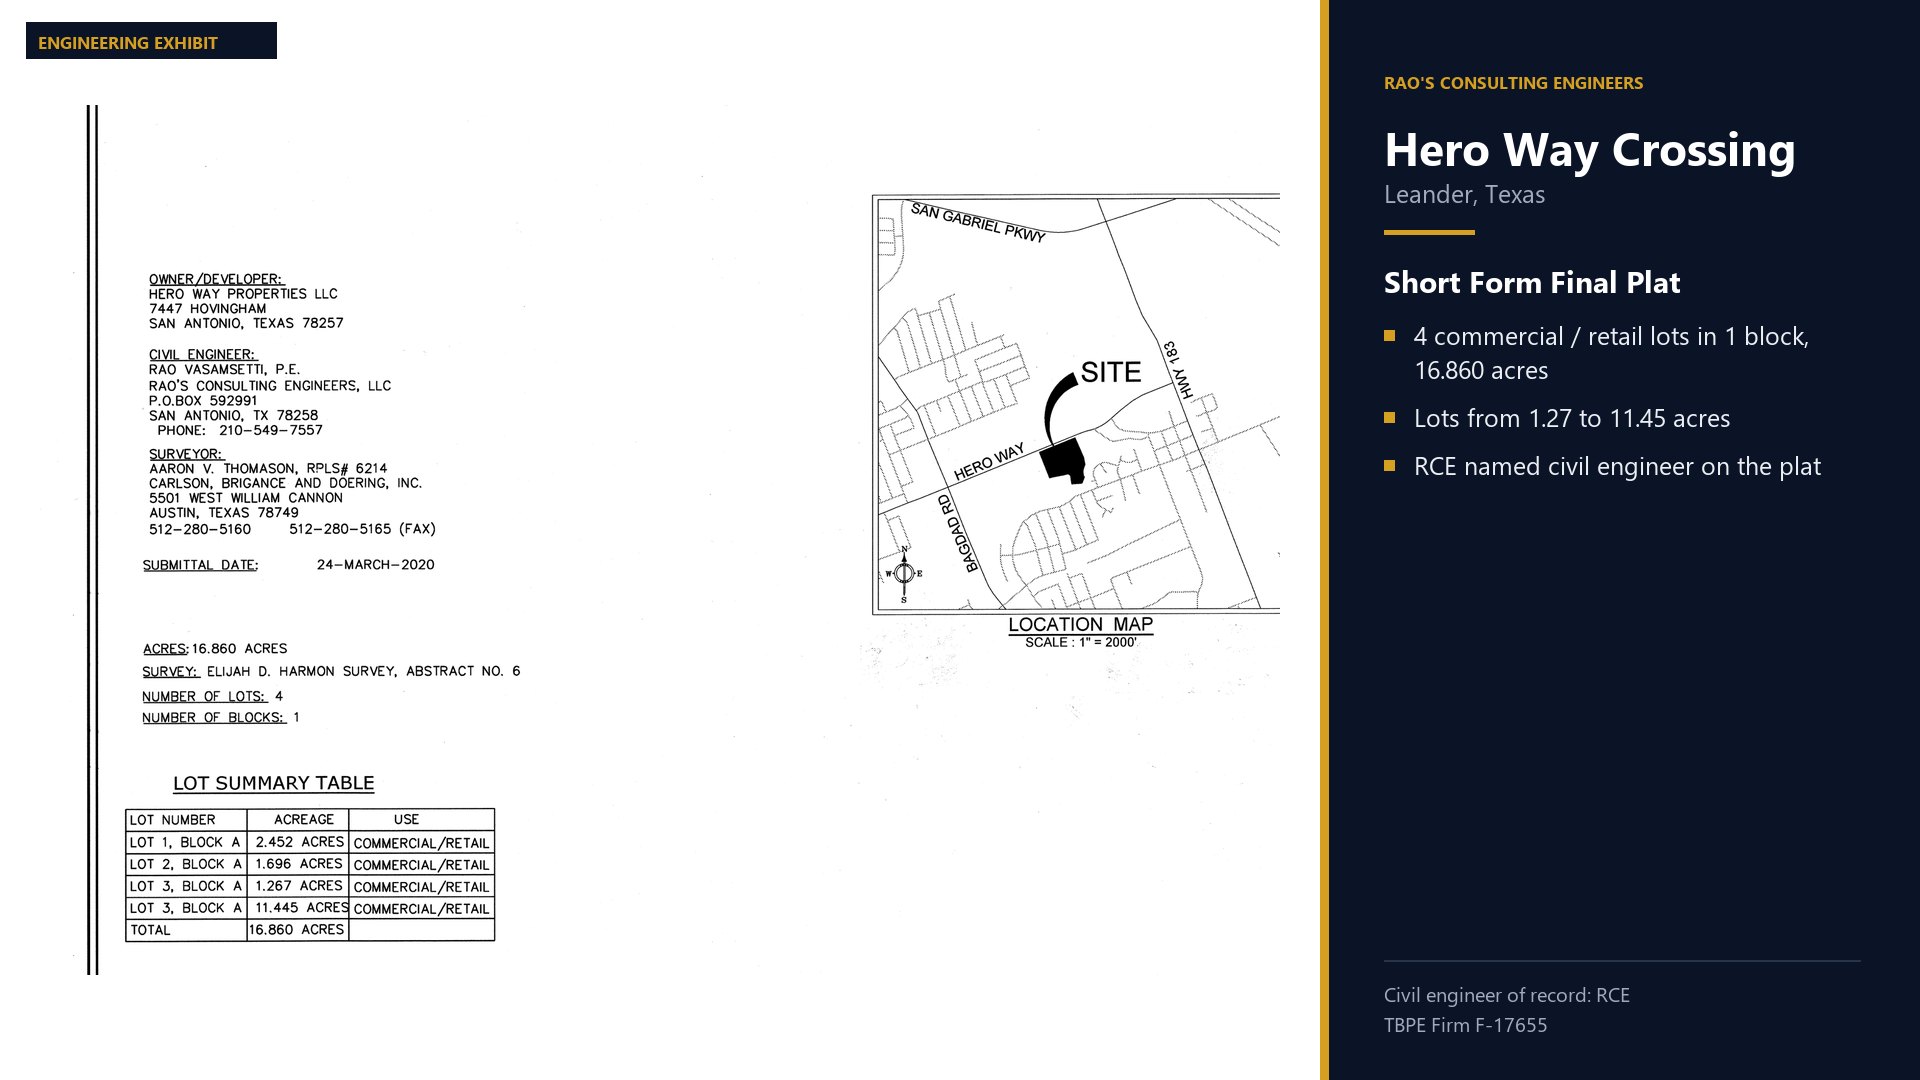 ENGINEERING EXHIBIT
OWNER/DEVELOPER:
HERO WAY PROPERTIES LLC
7447 HOVINGHAM
SAN ANTONIO, TEXAS 78257
CIVIL ENGINEER:
RAO VASAMSETTI, P.E.
RAO'S CONSULTING ENGINEERS, LLC
P.O.BOX 592991
SAN ANTONIO, TX 78258
PHONE: 210-549-7557
SURVEYOR:
AARON V. THOMASON, RPLS# 6214
CARLSON, BRIGANCE AND DOERING, INC.
5501 WEST WILLIAM CANNON
AUSTIN, TEXAS 78749
512-280-5160 512-280-5165 (FAX)
SUBMITTAL DATE: 24-MARCH-2020
ACRES: 16.860 ACRES
SURVEY: ELIJAH D. HARMON SURVEY, ABSTRACT NO. 6
NUMBER OF LOTS: 4
NUMBER OF BLOCKS: 1
LOT SUMMARY TABLE
LOT NUMBER ACREAGE USE
LOT 1, BLOCK A 2.452 ACRES COMMERCIAL/RETAIL
LOT 2, BLOCK A 1.696 ACRES COMMERCIAL/RETAIL
LOT 3, BLOCK A 1.267 ACRES COMMERCIAL/RETAIL
LOT 3, BLOCK A 11.445 ACRES COMMERCIAL/RETAIL
TOTAL 16.860 ACRES
SAN GABRIEL PKWY
HWY 183
SITE
HERO WAY
BAGDAD RD
N
W E
S
LOCATION MAP
SCALE : 1" = 2000'
RAO'S CONSULTING ENGINEERS
Hero Way Crossing
Leander, Texas
Short Form Final Plat
4 commercial / retail lots in 1 block,
16.860 acres
Lots from 1.27 to 11.45 acres
RCE named civil engineer on the plat
Civil engineer of record: RCE
TBPE Firm F-17655